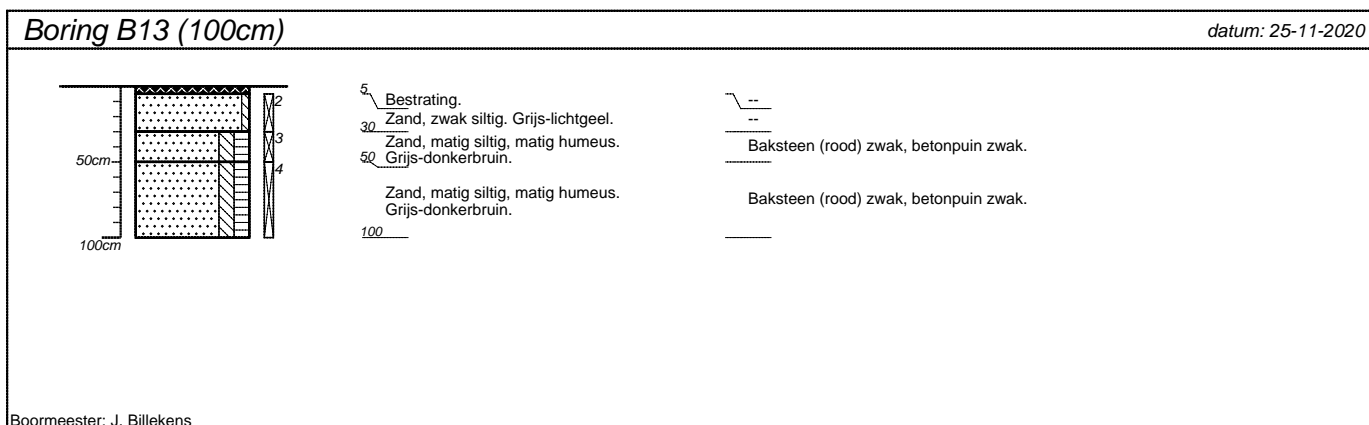 Boring B13 (100cm)
datum: 25-11-2020
5
Bestrating.
--
2
Zand, zwak siltig. Grijs-lichtgeel.
--
30
3
Zand, matig siltig, matig humeus.
Baksteen (rood) zwak, betonpuin zwak.
50cm
50
Grijs-donkerbruin.
4
Zand, matig siltig, matig humeus.
Baksteen (rood) zwak, betonpuin zwak.
Grijs-donkerbruin.
100
100cm
Boormeester: J. Billekens